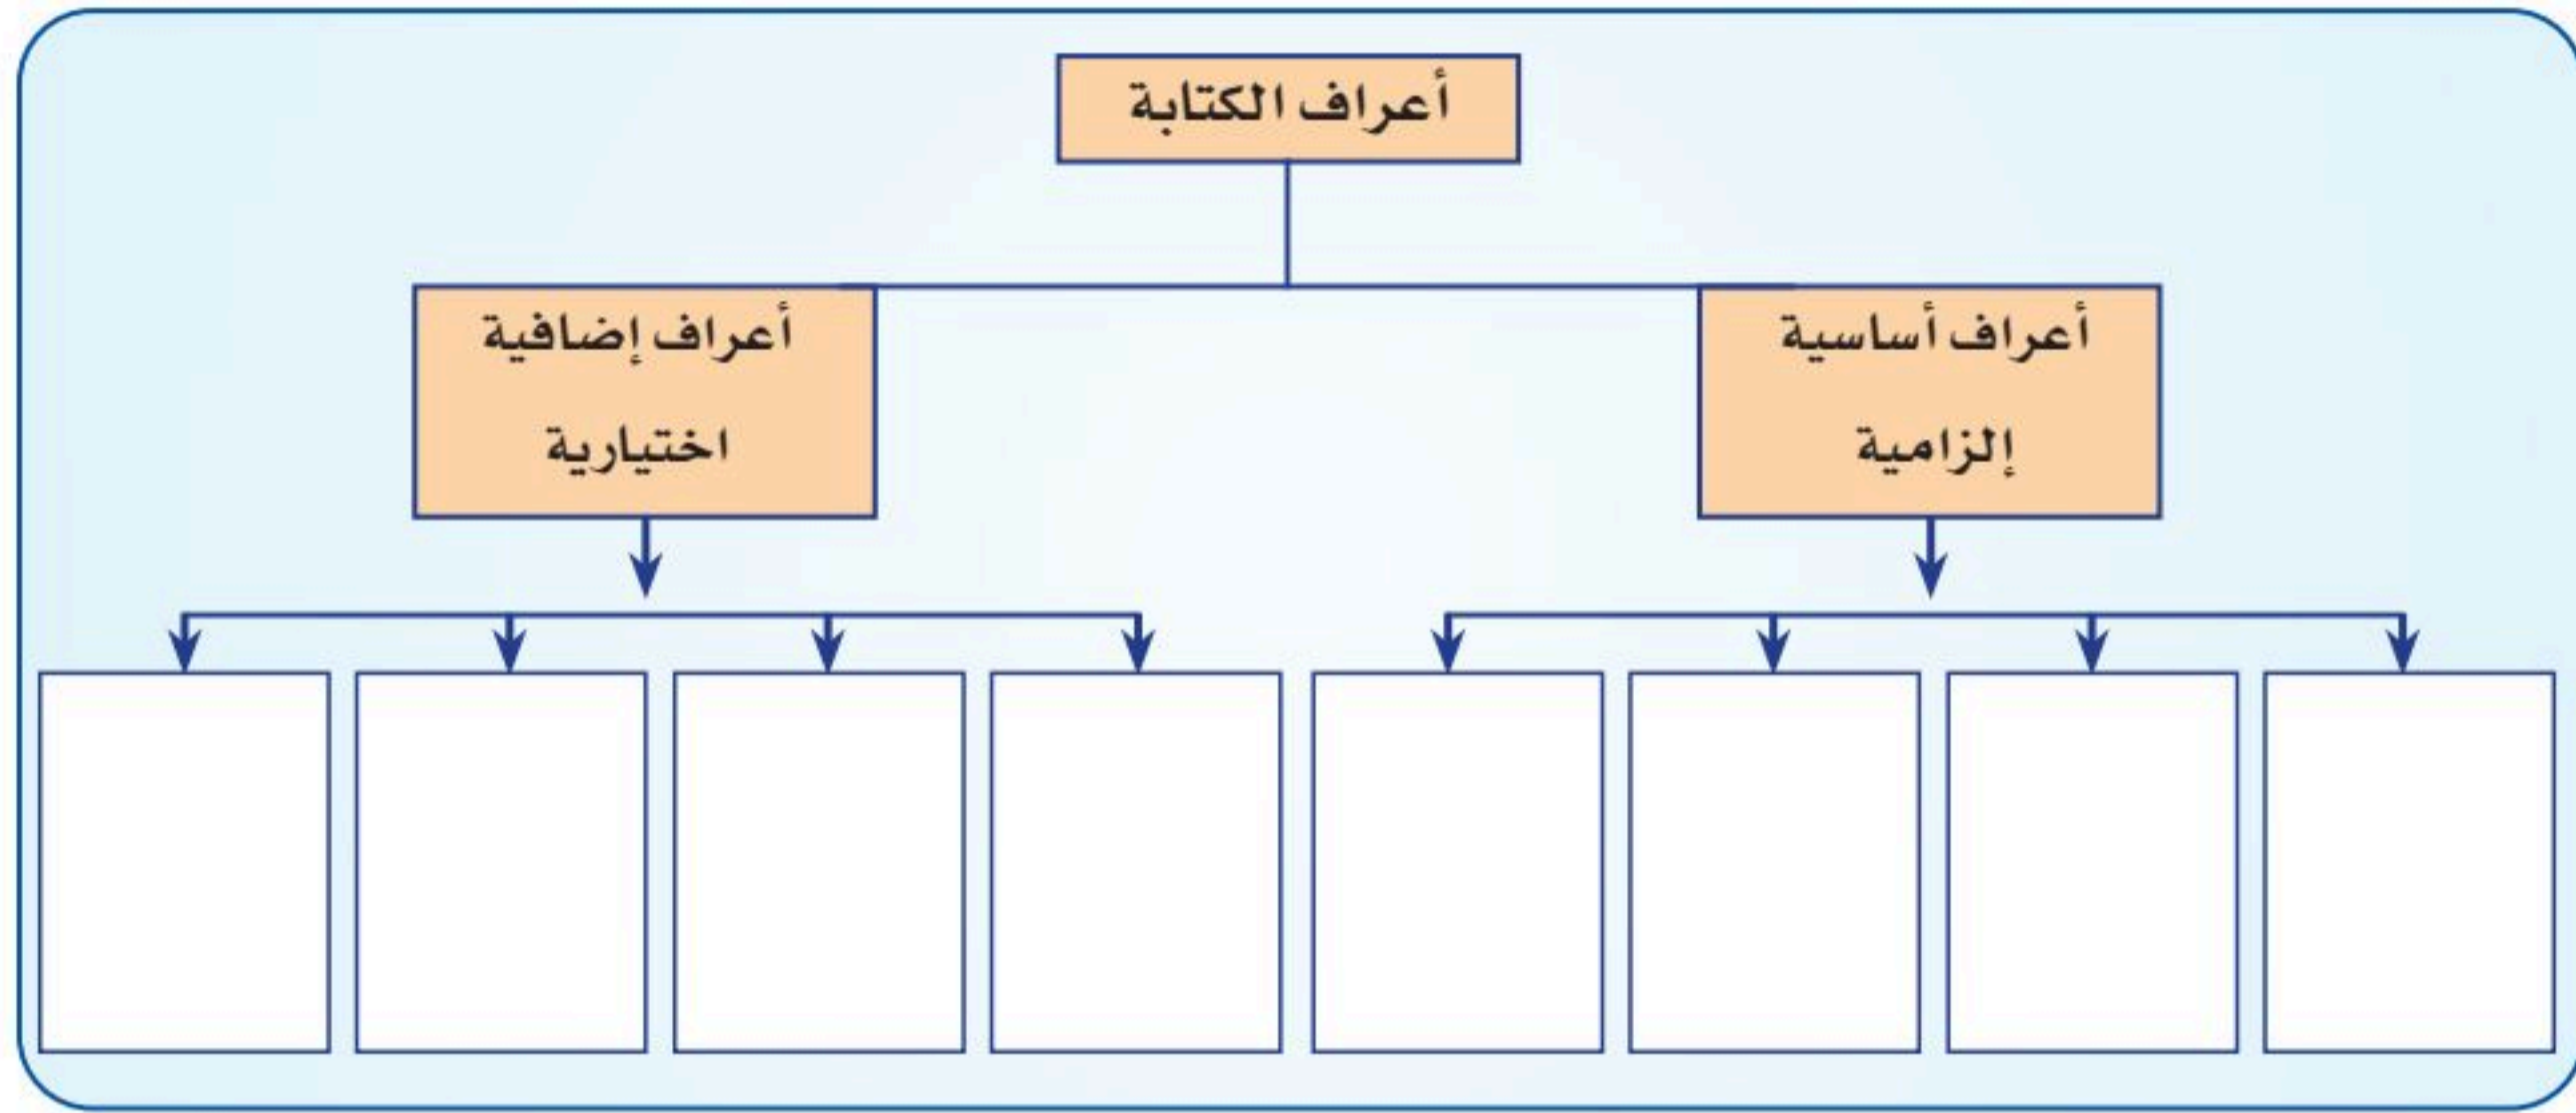 أعراف الكتابة
أعراف أساسية
إلزامية
أعراف إضافية
اختيارية